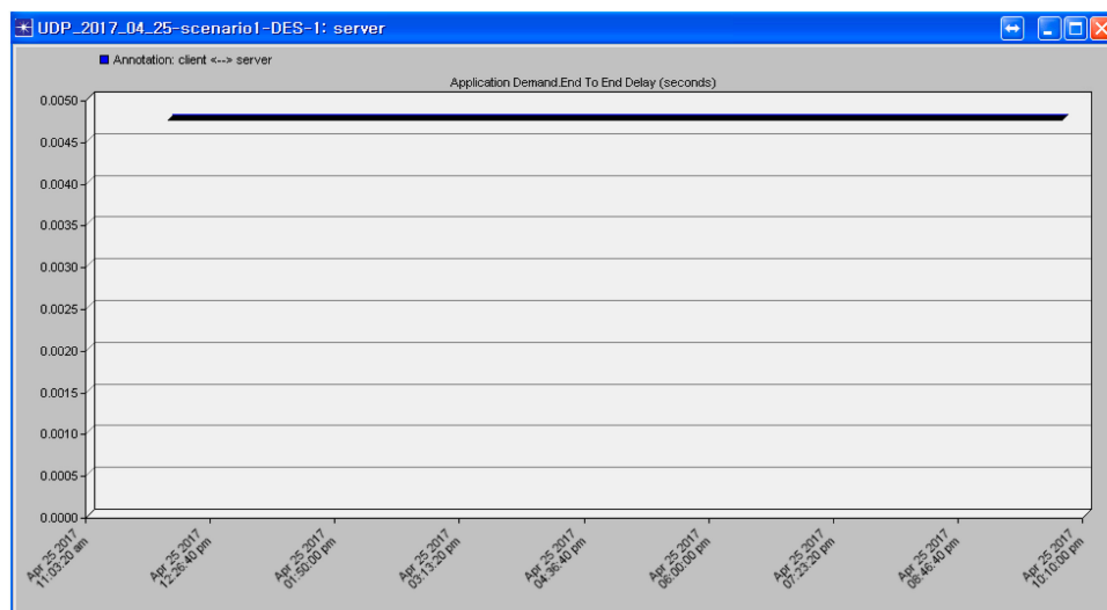 UDP_2017_04_25-scenario1-DES-1: server
Annotation: client <--> server
Application Demand.End To End Delay (seconds)
0.0050
0.0045
0.0040
0.0035
0.0030
0.0025
0.0020
0.0015
0.0010
0.0005
0.0000
Apr 25 2017
11:03:20 am
Apr 25 2017
12:26:40 pm
Apr 25 2017
01:50:00 pm
Apr 25 2017
03:13:20 pm
Apr 25 2017
04:36:40 pm
Apr 25 2017
06:00:00 pm
Apr 25 2017
07:23:20 pm
Apr 25 2017
08:46:40 pm
Apr 25 2017
10:10:00 pm